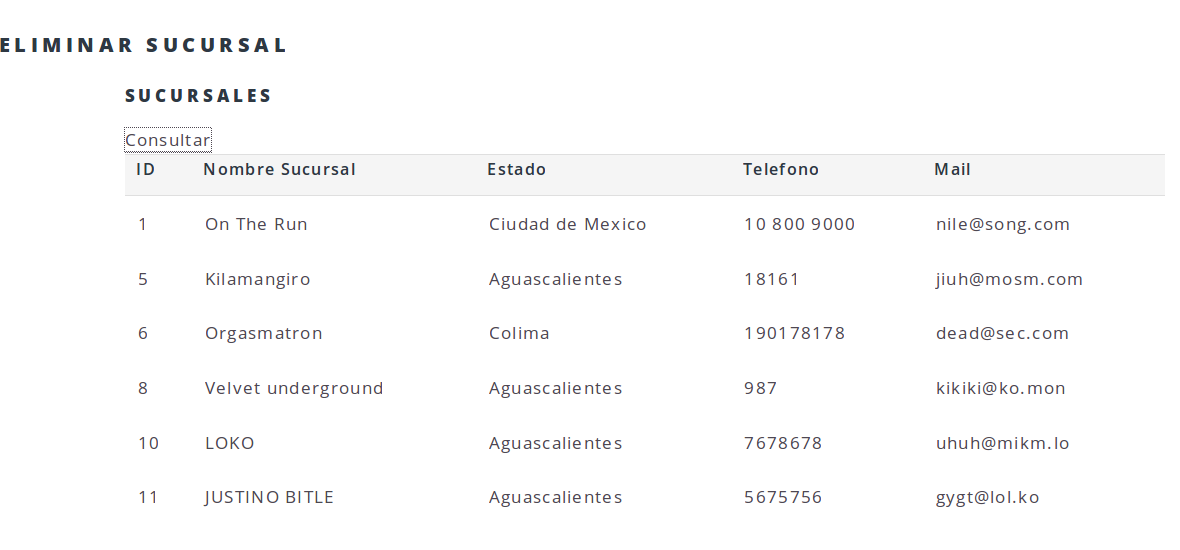 ELIMINAR SUCURSAL
SUCURSALES
Consultar
ID Nombre Sucursal Estado Telefono Mail
1 On The Run Ciudad de Mexico 10 800 9000 nile@song.com
5 Kilamangiro Aguascalientes 18161 jiuh@mosm.com
6 Orgasmatron Colima 190178178 dead@sec.com
8 Velvet underground Aguascalientes 987 kikiki@ko.mon
10 LOKO Aguascalientes 7678678 uhuh@mikm.lo
11 JUSTINO BITLE Aguascalientes 5675756 gygt@lol.ko